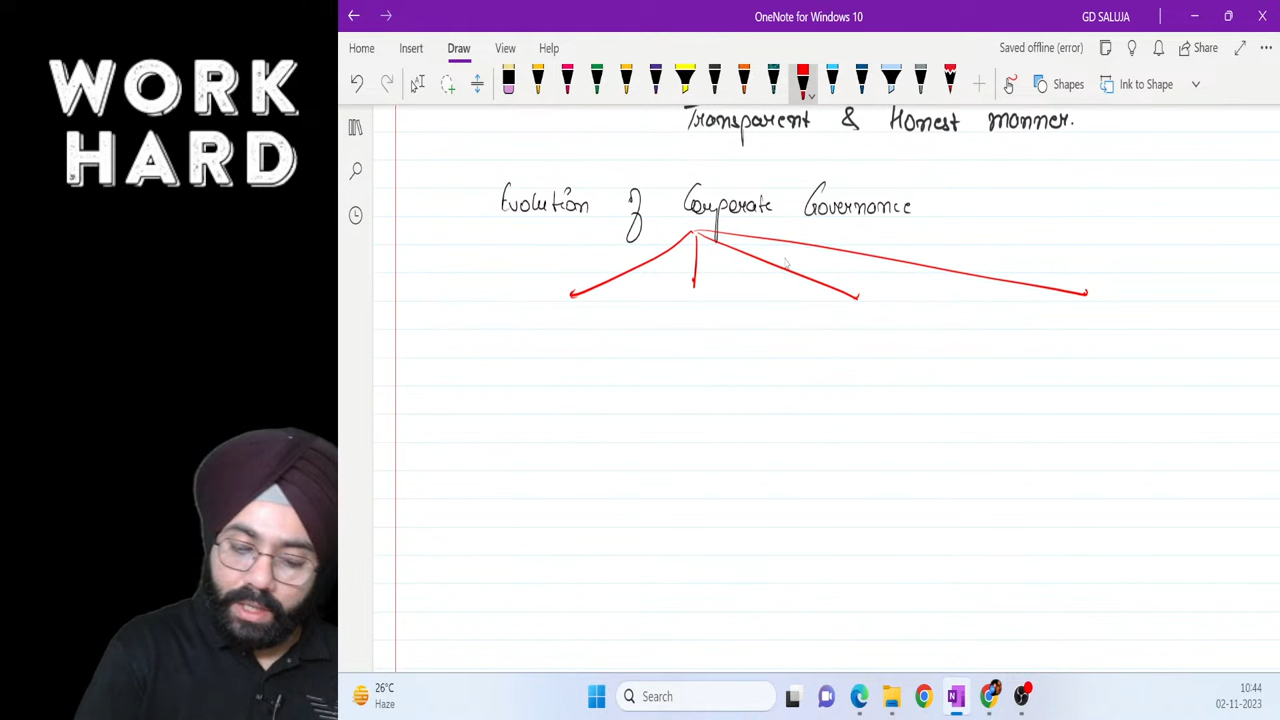 WORK
HARD
OneNote for Windows 10
GD SALUJA
Home Insert Draw View Help
Saved offline (error)
Share
Shapes
Ink to Shape
Transparent & Honest manner.
Evolution of Corporate Governance
26°C
Haze
Search
10:44
02-11-2023